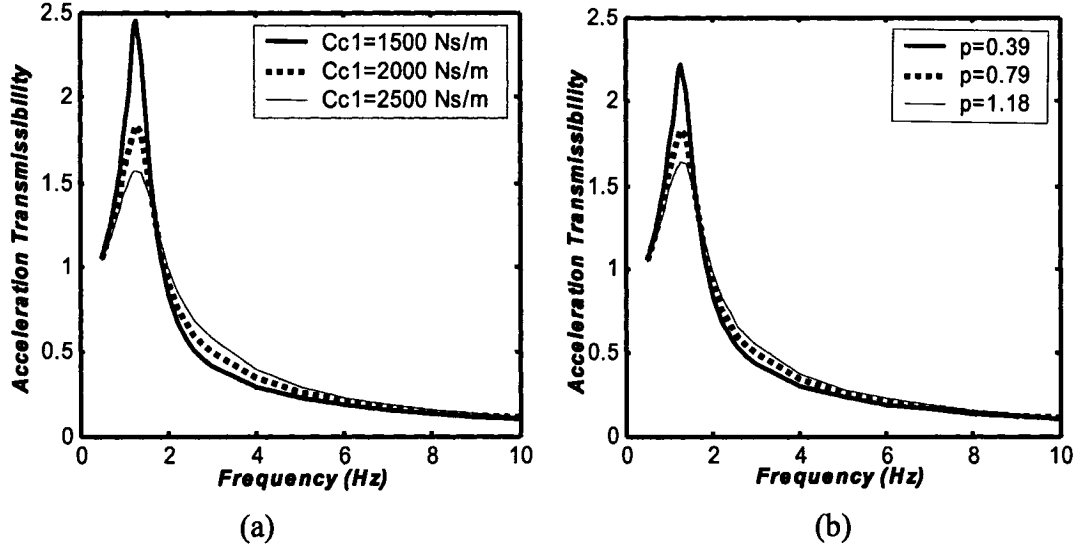 2.5
2
1.5
1
0.5
0
0
2
4
6
8
10
Acceleration Transmissibility
Frequency (Hz)
Cc1=1500 Ns/m
Cc1=2000 Ns/m
Cc1=2500 Ns/m
(a)
2.5
2
1.5
1
0.5
0
0
2
4
6
8
10
Acceleration Transmissibility
Frequency (Hz)
p=0.39
p=0.79
p=1.18
(b)